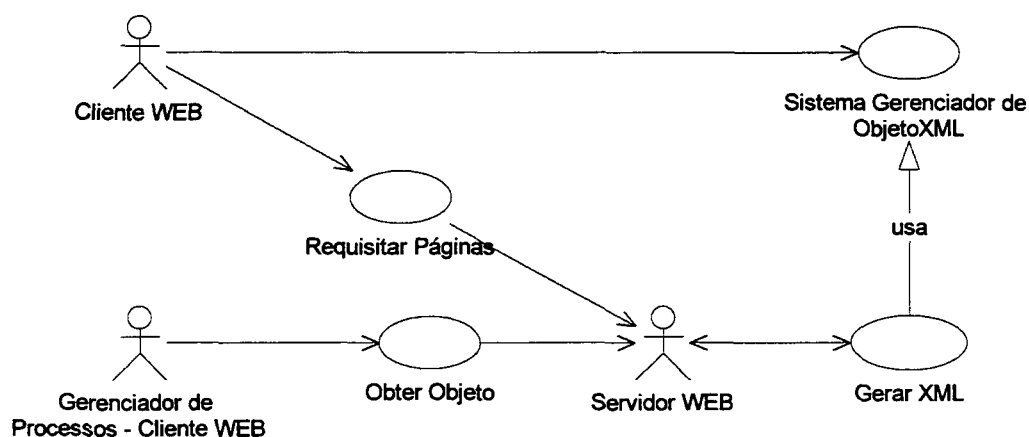 Cliente WEB
Sistema Gerenciador de
ObjetoXML
Requisitar Páginas
usa
Gerenciador de
Processos - Cliente WEB
Obter Objeto
Servidor WEB
Gerar XML